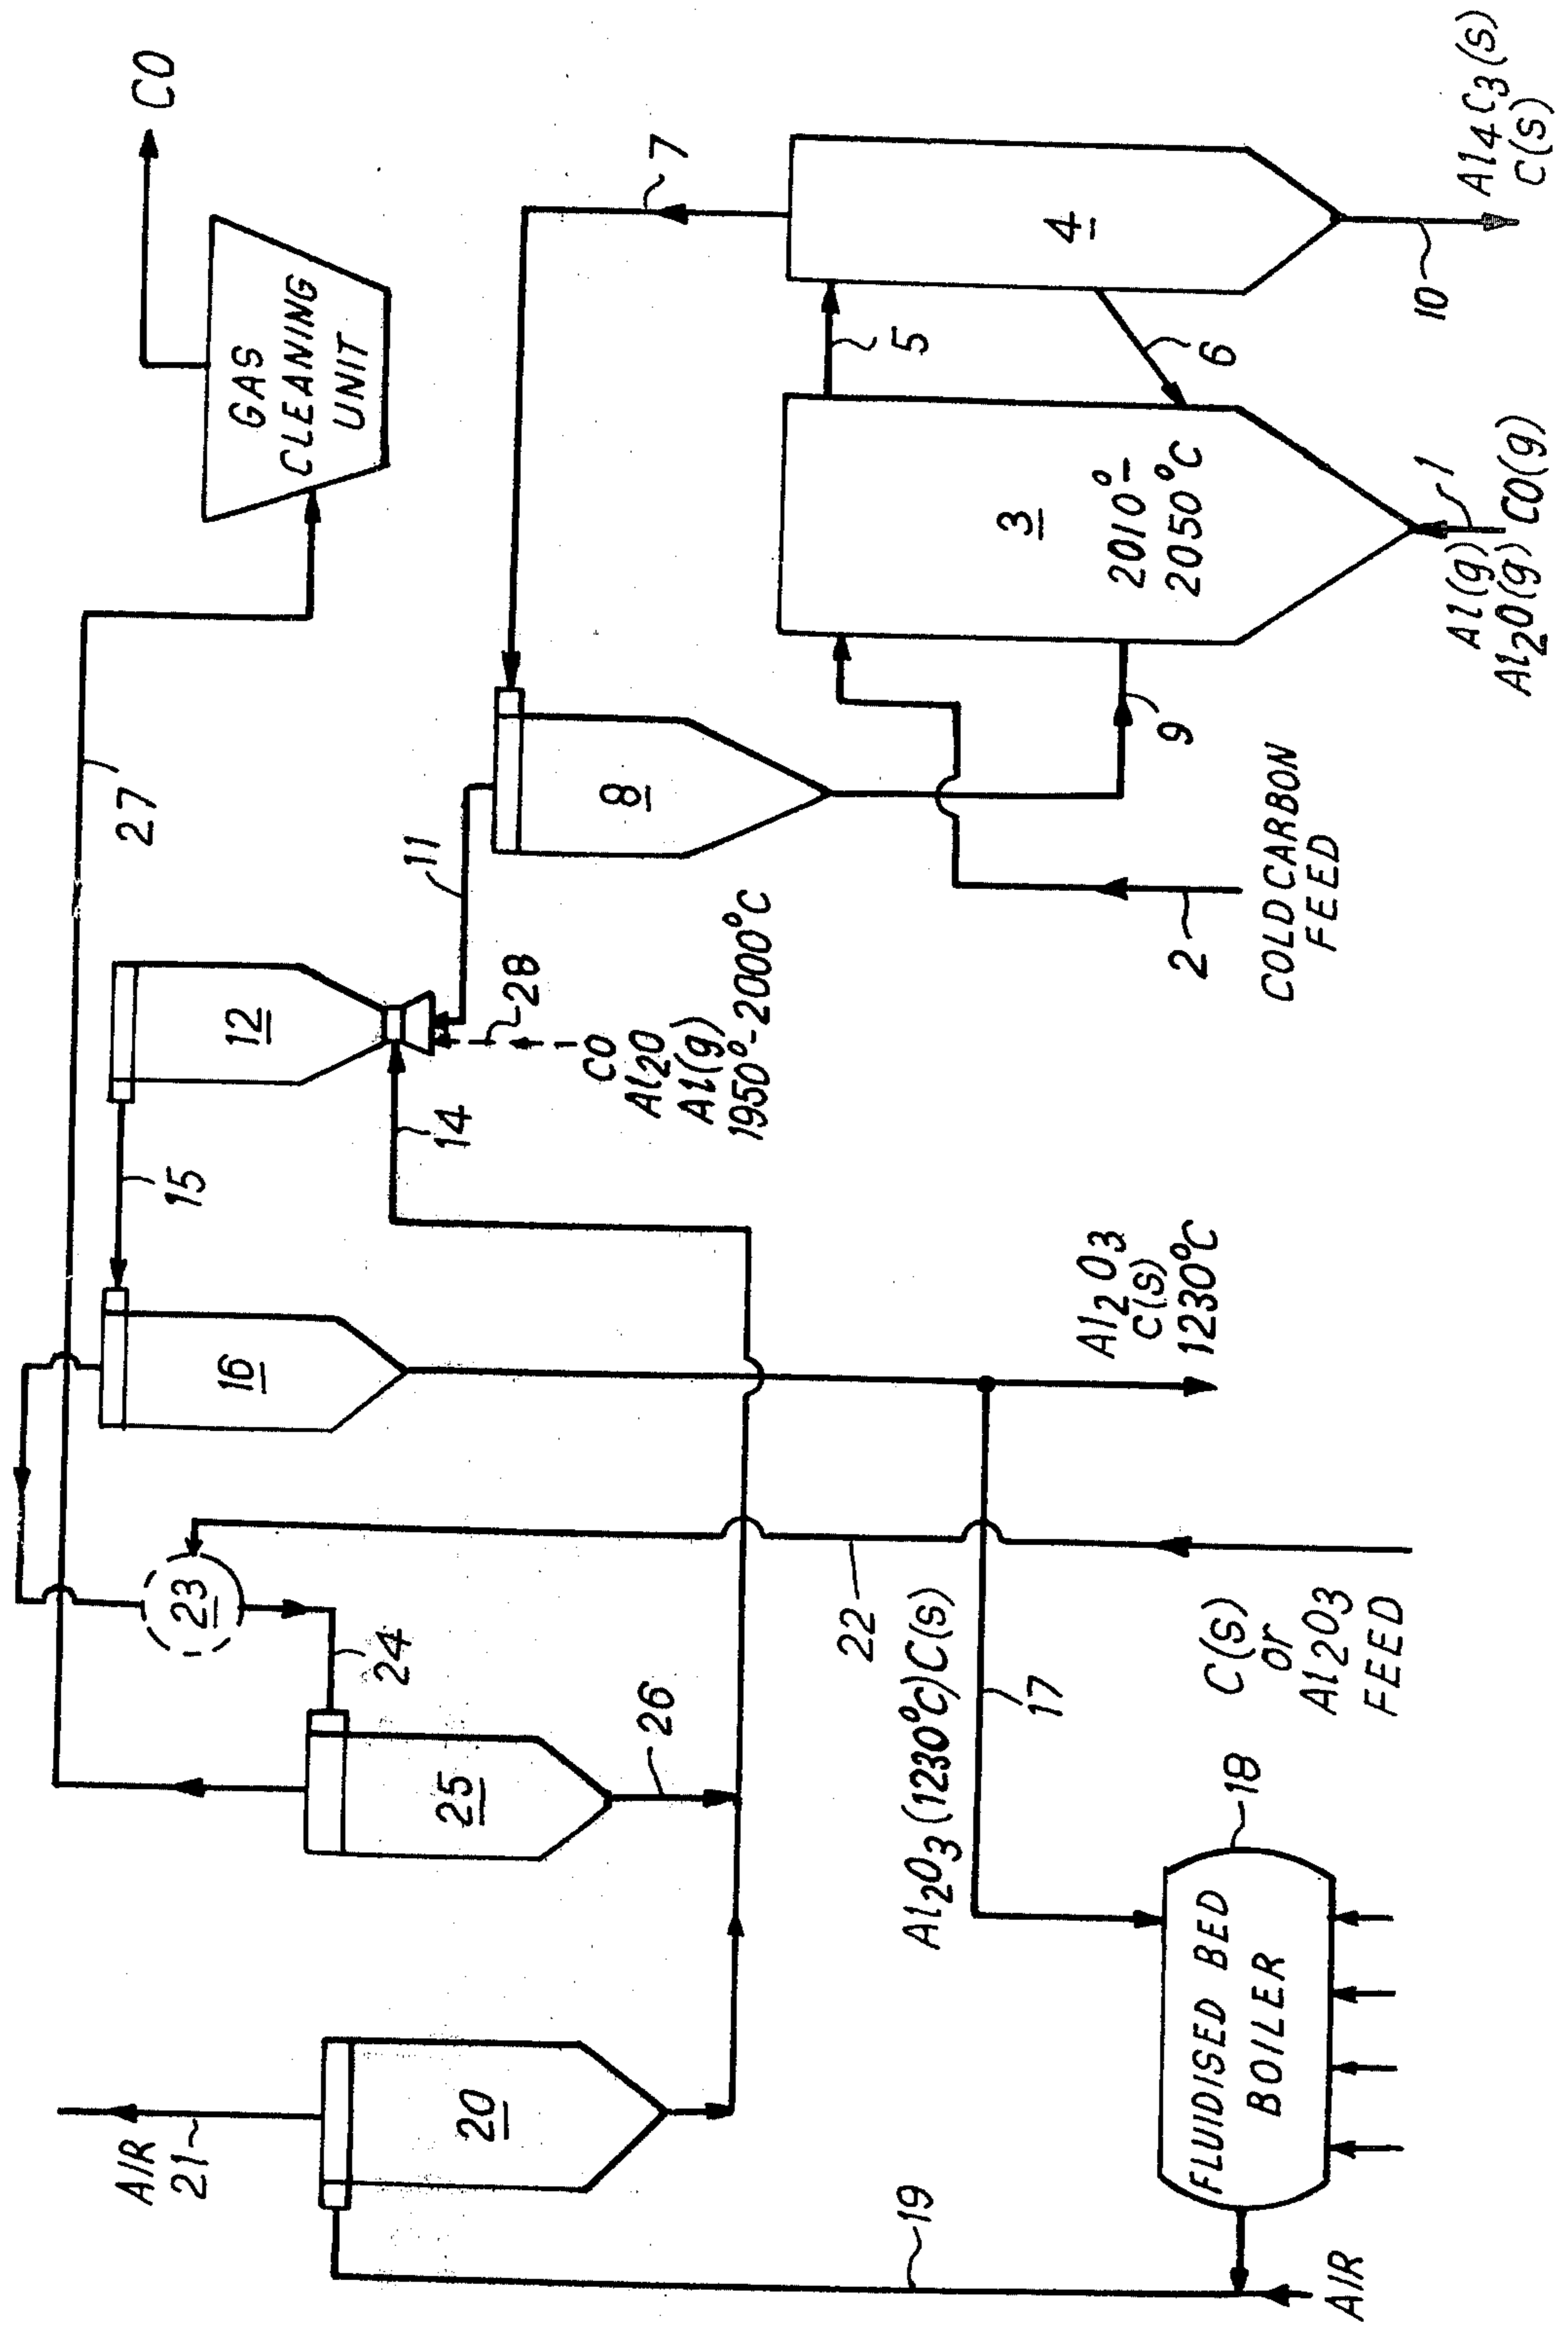 AIR
21
20
19
AIR
FLUIDISED BED
BOILER
18
25
26
24
23
22
Al2O3 (1230°C) C(s)
17
C(s)
or
Al2O3
FEED
16
15
Al2O3
C(s)
1230°C
12
14
28
CO
Al2O
Al(g)
1950°-2000°C
11
27
8
2
COLD CARBON
FEED
9
GAS
CLEANING
UNIT
CO
3
2010°-
2050°C
1
Al(g)
Al2O(g) CO(g)
5
6
7
4
10
Al4C3(s)
C(s)